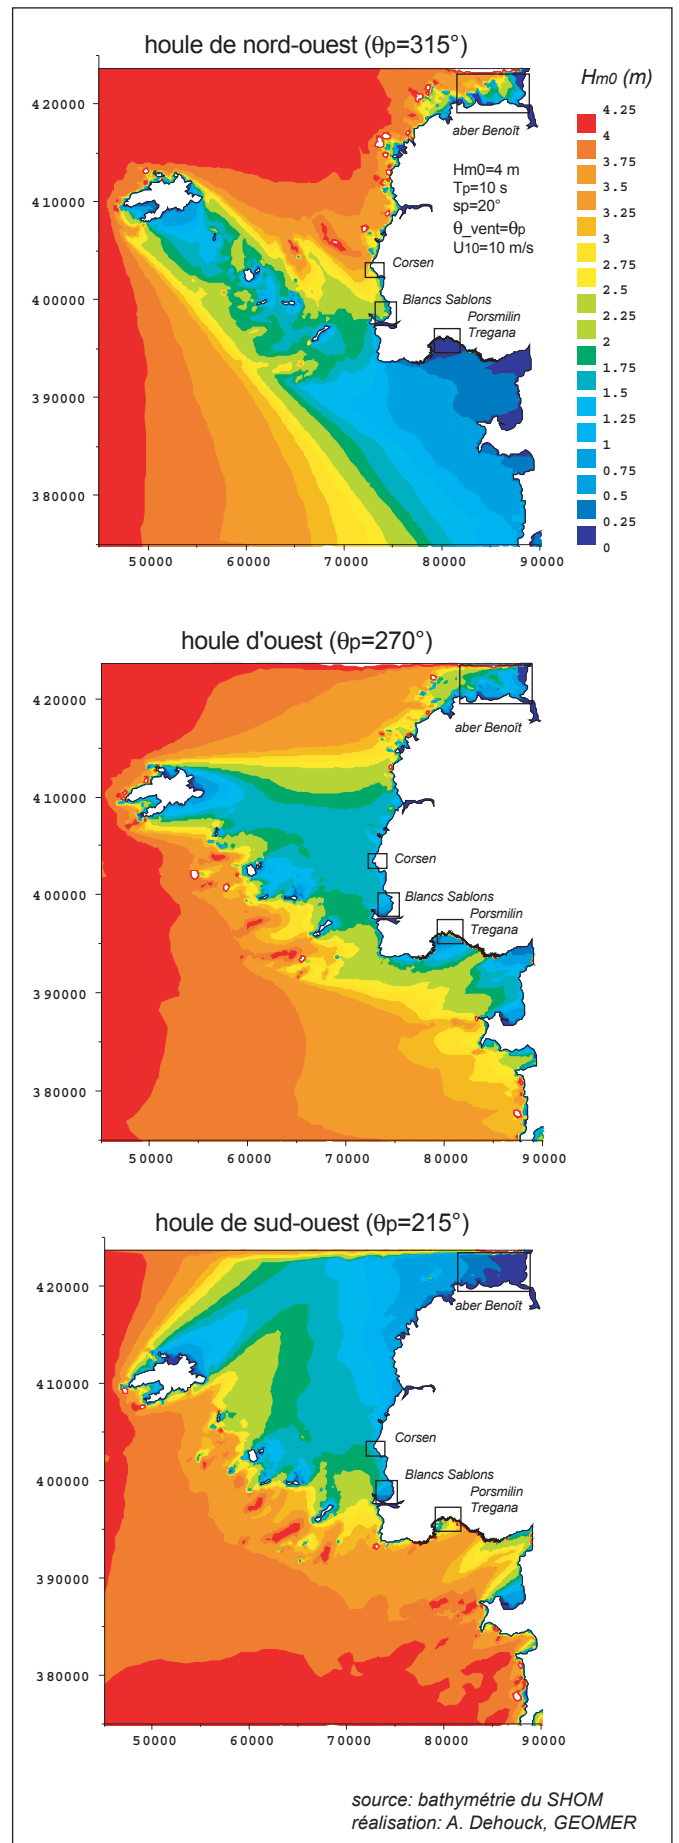 houle de nord-ouest (θp=315°)
Hm0 (m)
420000
410000
400000
390000
380000
50000 60000 70000 80000 90000
aber Benoît
Hm0=4 m
Tp=10 s
sp=20°
θ_vent=θp
U10=10 m/s
Corsen
Blancs Sablons
Porsmilin
Tregana
4.25
4
3.75
3.5
3.25
3
2.75
2.5
2.25
2
1.75
1.5
1.25
1
0.75
0.5
0.25
0
houle d'ouest (θp=270°)
420000
410000
400000
390000
380000
50000 60000 70000 80000 90000
aber Benoît
Corsen
Blancs Sablons
Porsmilin
Tregana
houle de sud-ouest (θp=215°)
420000
410000
400000
390000
380000
50000 60000 70000 80000 90000
aber Benoît
Corsen
Blancs Sablons
Porsmilin
Tregana
source: bathymétrie du SHOM
réalisation: A. Dehouck, GEOMER